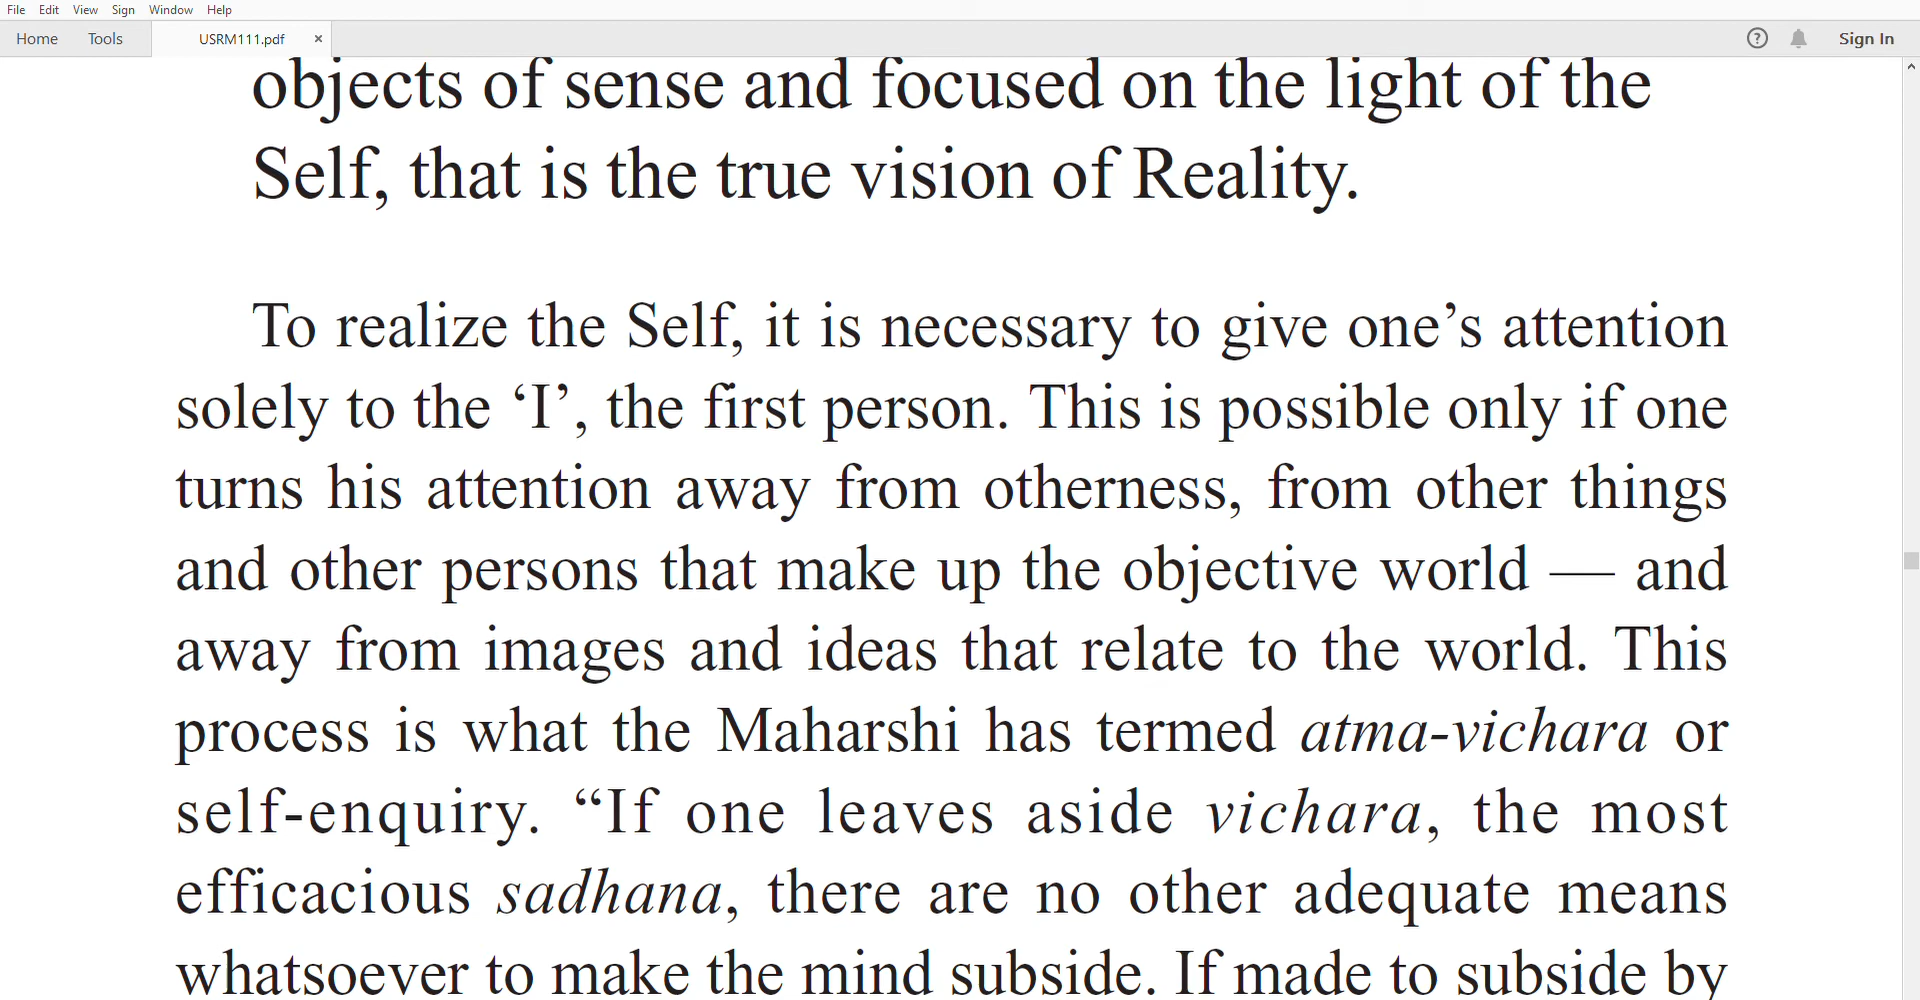 File Edit View Sign Window Help
Home Tools USRM111.pdf × ? Sign In
objects of sense and focused on the light of the
Self, that is the true vision of Reality.
To realize the Self, it is necessary to give one’s attention
solely to the ‘I’, the first person. This is possible only if one
turns his attention away from otherness, from other things
and other persons that make up the objective world — and
away from images and ideas that relate to the world. This
process is what the Maharshi has termed atma-vichara or
self-enquiry. “If one leaves aside vichara, the most
efficacious sadhana, there are no other adequate means
whatsoever to make the mind subside. If made to subside by